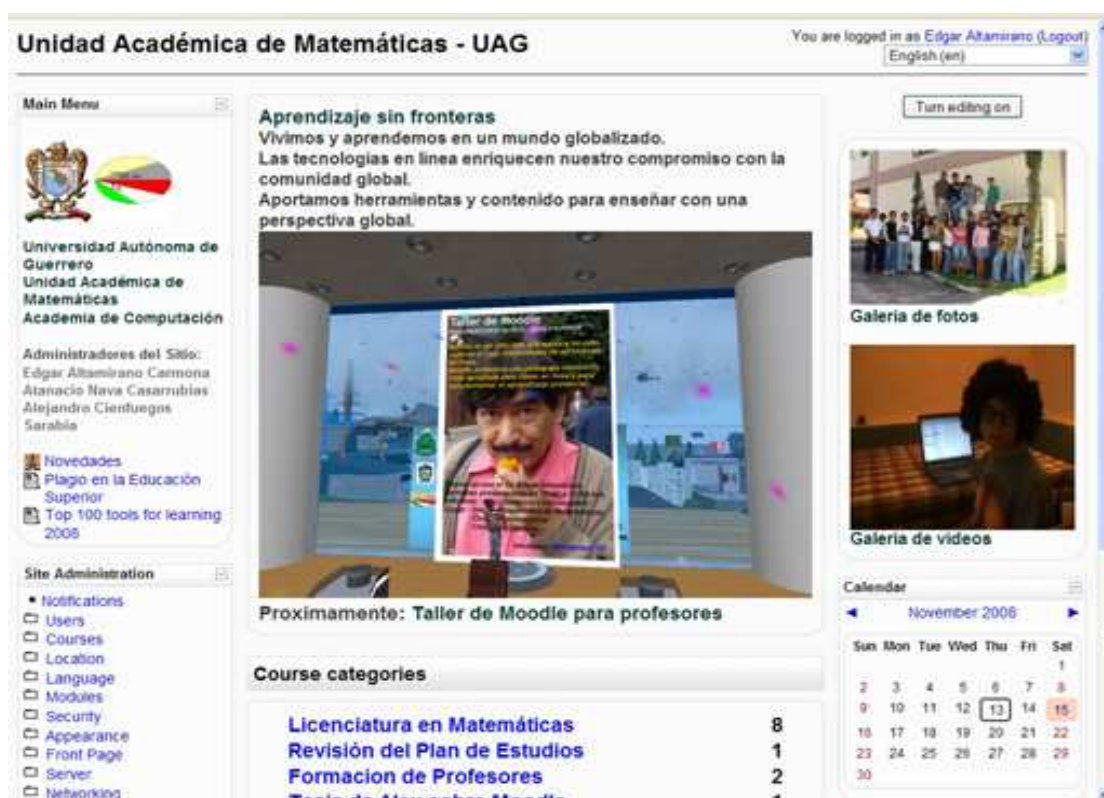 Unidad Académica de Matemáticas - UAG
You are logged in as Edgar Altamirano (Logout)
English (en)
Main Menu
Universidad Autónoma de
Guerrero
Unidad Académica de
Matemáticas
Academia de Computación
Administradores del Sitio:
Edgar Altamirano Carmona
Atanacio Nava Casarrubias
Alejandro Cienfuegos
Sarabia
Novedades
Plagio en la Educación
Superior
Top 100 tools for learning
2008
Site Administration
Notifications
Users
Courses
Location
Language
Modules
Security
Appearance
Front Page
Server
Networking
Aprendizaje sin fronteras
Vivimos y aprendemos en un mundo globalizado.
Las tecnologías en linea enriquecen nuestro compromiso con la
comunidad global.
Aportamos herramientas y contenido para enseñar con una
perspectiva global.
Taller de Moodle
Proximamente: Taller de Moodle para profesores
Course categories
Licenciatura en Matemáticas 8
Revisión del Plan de Estudios 1
Formacion de Profesores 2
Turn editing on
Galería de fotos
Galería de videos
Calendar
November 2008
Sun Mon Tue Wed Thu Fri Sat
1
2 3 4 5 6 7 8
9 10 11 12 13 14 15
16 17 18 19 20 21 22
23 24 25 26 27 28 29
30